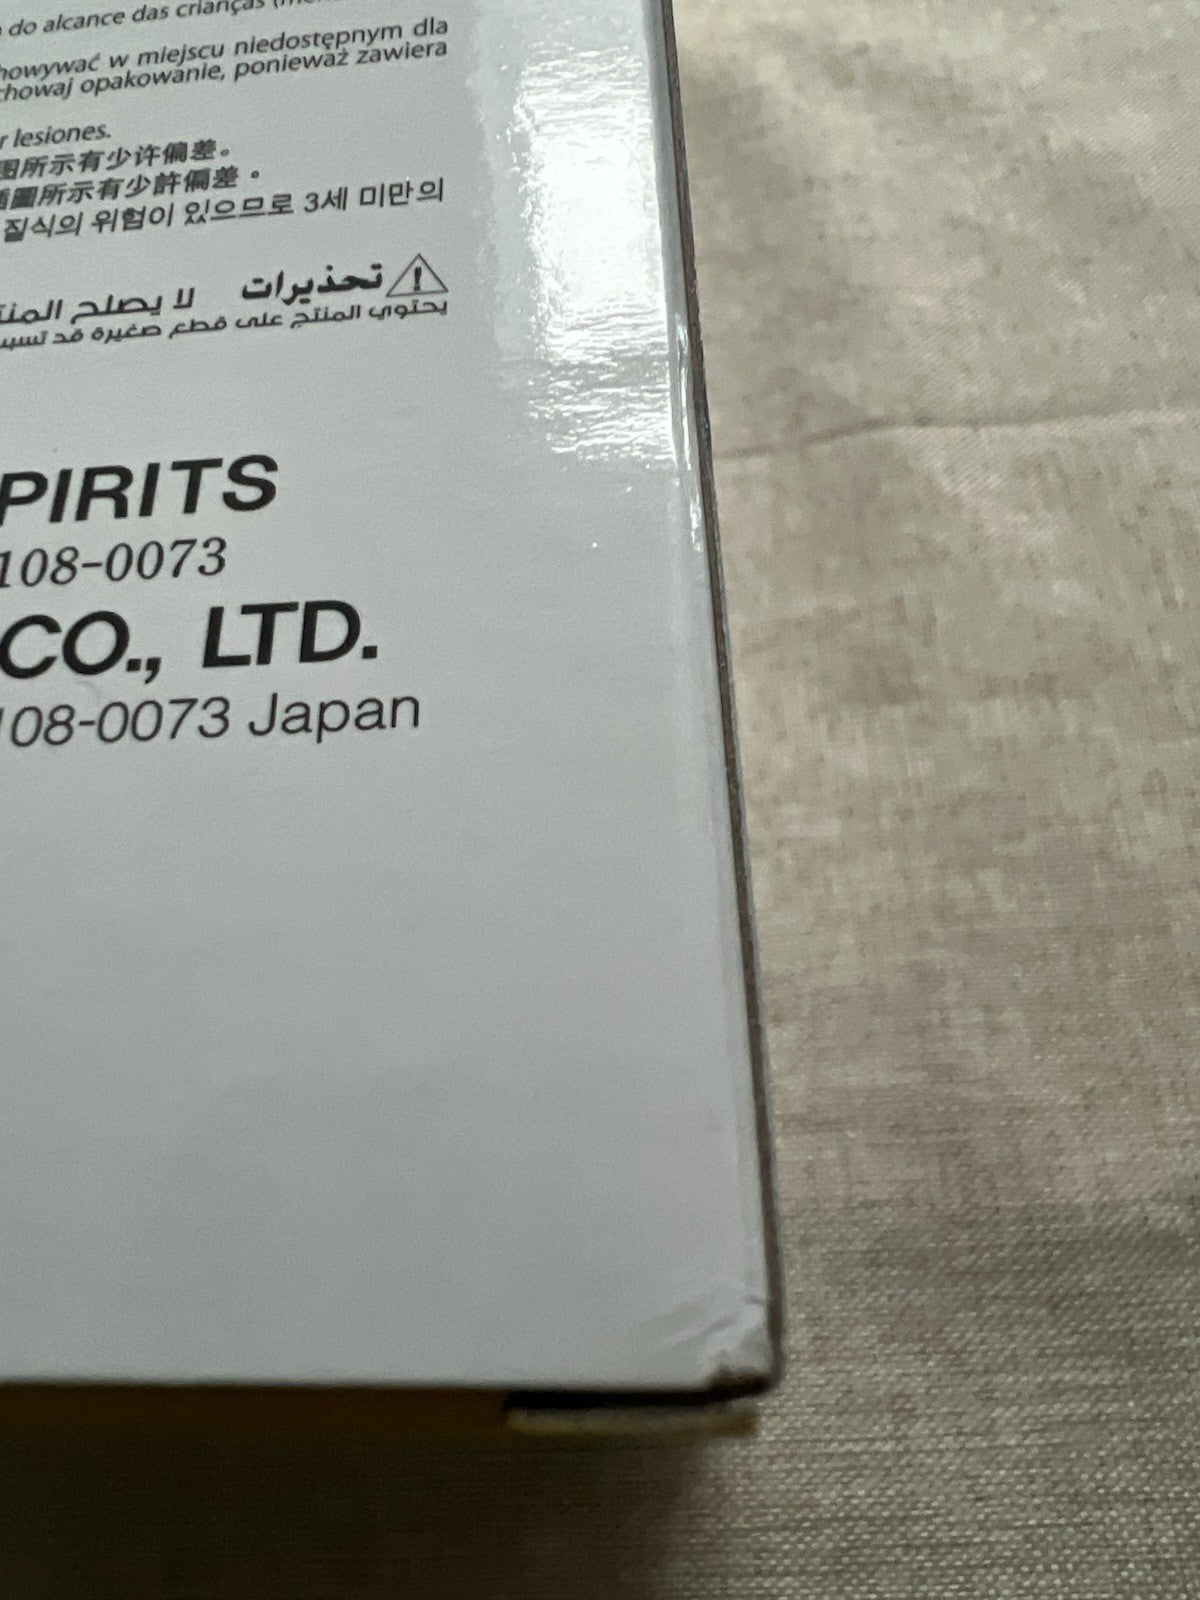 do alcance das crianças
howywać w miejscu niedostępnym dla
chowaj opakowanie, ponieważ zawiera
r lesiones.
图所示有少许偏差。
插圖所示有少許偏差。
질식의 위험이 있으므로 3세 미만의
تحذيرات لا يصلح المنت
يحتوي المنتج على قطع صغيرة قد تسبب
PIRITS
108-0073
CO., LTD.
108-0073 Japan